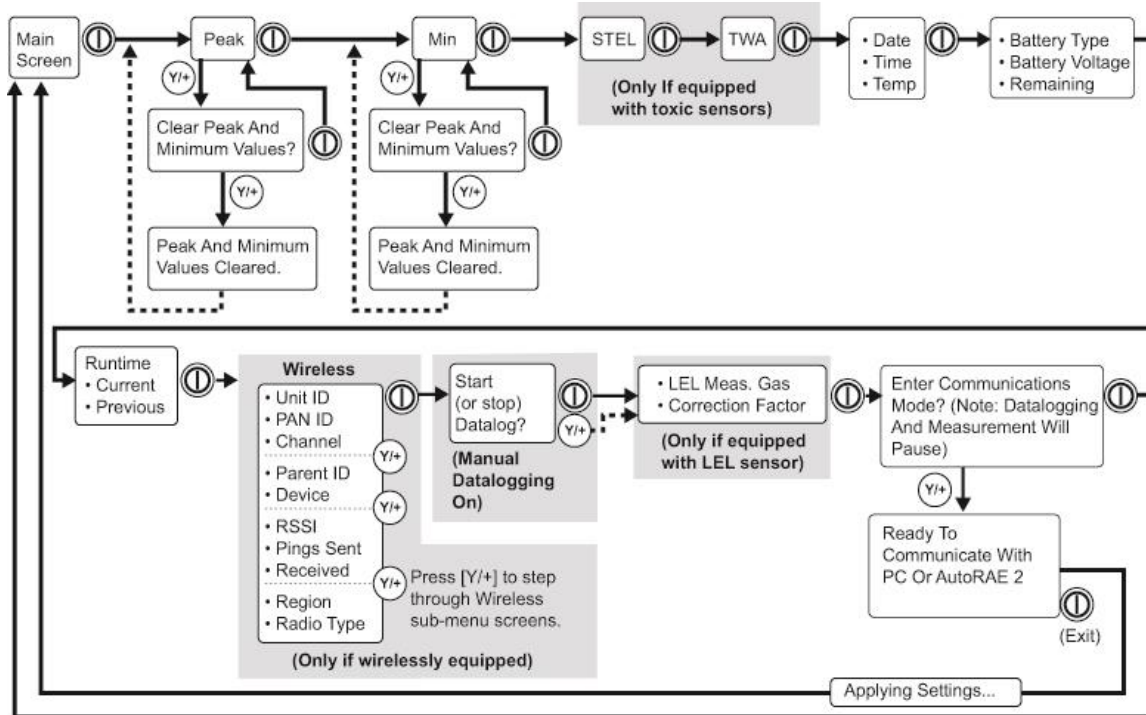 Main
Screen
Peak
Min
STEL
TWA
• Date
• Time
• Temp
• Battery Type
• Battery Voltage
• Remaining
(Only If equipped
with toxic sensors)
Y/+
Y/+
Clear Peak And
Minimum Values?
Clear Peak And
Minimum Values?
Y/+
Y/+
Peak And Minimum
Values Cleared.
Peak And Minimum
Values Cleared.
Runtime
• Current
• Previous
Wireless
• Unit ID
• PAN ID
• Channel
Y/+
• Parent ID
• Device
Y/+
• RSSI
• Pings Sent
• Received
Y/+
• Region
• Radio Type
Press [Y/+] to step
through Wireless
sub-menu screens.
(Only if wirelessly equipped)
Start
(or stop)
Datalog?
Y/+
(Manual
Datalogging
On)
• LEL Meas. Gas
• Correction Factor
(Only if equipped
with LEL sensor)
Enter Communications
Mode? (Note: Datalogging
And Measurement Will
Pause)
Y/+
Ready To
Communicate With
PC Or AutoRAE 2
(Exit)
Applying Settings...